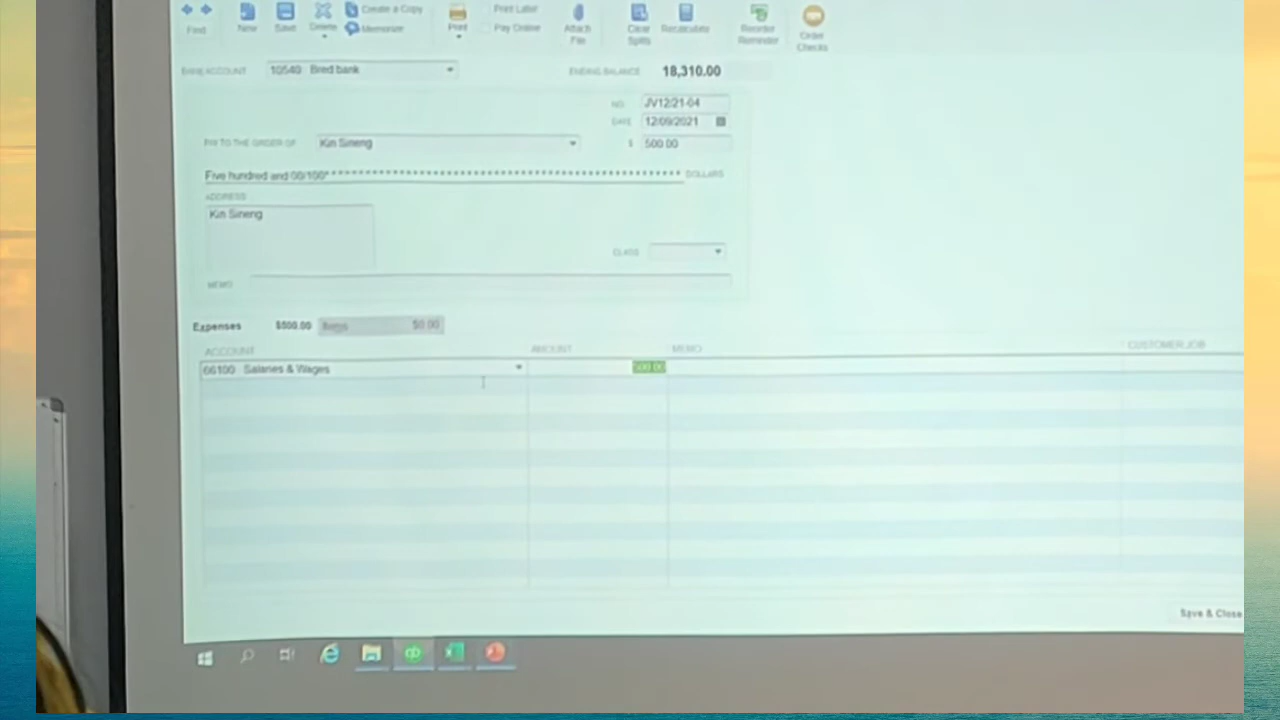 Create a Copy
Print Later
Find
New
Save
Delete
Memorize
Print
Pay Online
Attach File
Clear Splits
Recalculate
Reorder Reminder
Order Checks
BANK ACCOUNT 10540 Bred bank ENDING BALANCE 18,310.00
NO. JV12/21-04
DATE 12/09/2021
PAY TO THE ORDER OF Kin Sineng $ 500.00
Five hundred and 00/100* DOLLARS
ADDRESS
Kin Sineng
CLASS
MEMO
Expenses $500.00 Items $0.00
ACCOUNT AMOUNT MEMO CUSTOMER:JOB
66100 Salaries & Wages 500.00
Save & Close